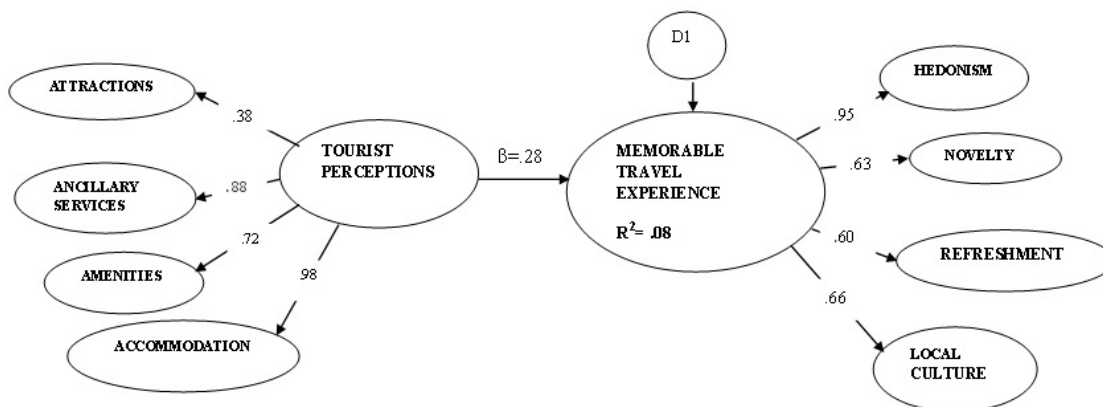 D1
ATTRACTIONS
.38
TOURIST
PERCEPTIONS
ANCILLARY
SERVICES
.88
AMENITIES
.72
ACCOMMODATION
.98
β=.28
MEMORABLE
TRAVEL
EXPERIENCE
R²= .08
.95
HEDONISM
.63
NOVELTY
.60
REFRESHMENT
.66
LOCAL
CULTURE